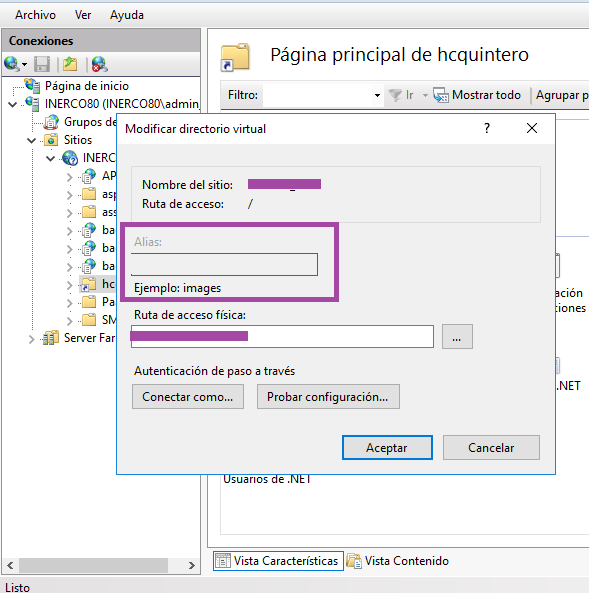 Archivo Ver Ayuda
Conexiones
Página de inicio
INERCO80 (INERCO80\admin_
Grupos de
Sitios
INERC
AP
asp
ass
ba
ba
ba
hc
Pa
SM
Server Far
Página principal de hcquintero
Filtro: Ir Mostrar todo Agrupar p
Modificar directorio virtual ?
Nombre del sitio:
Ruta de acceso: /
Alias:
Ejemplo: images
Ruta de acceso física:
...
Autenticación de paso a través
Conectar como... Probar configuración...
Aceptar Cancelar
ación
iones
.NET
Usuarios de .NET
Vista Características Vista Contenido
Listo